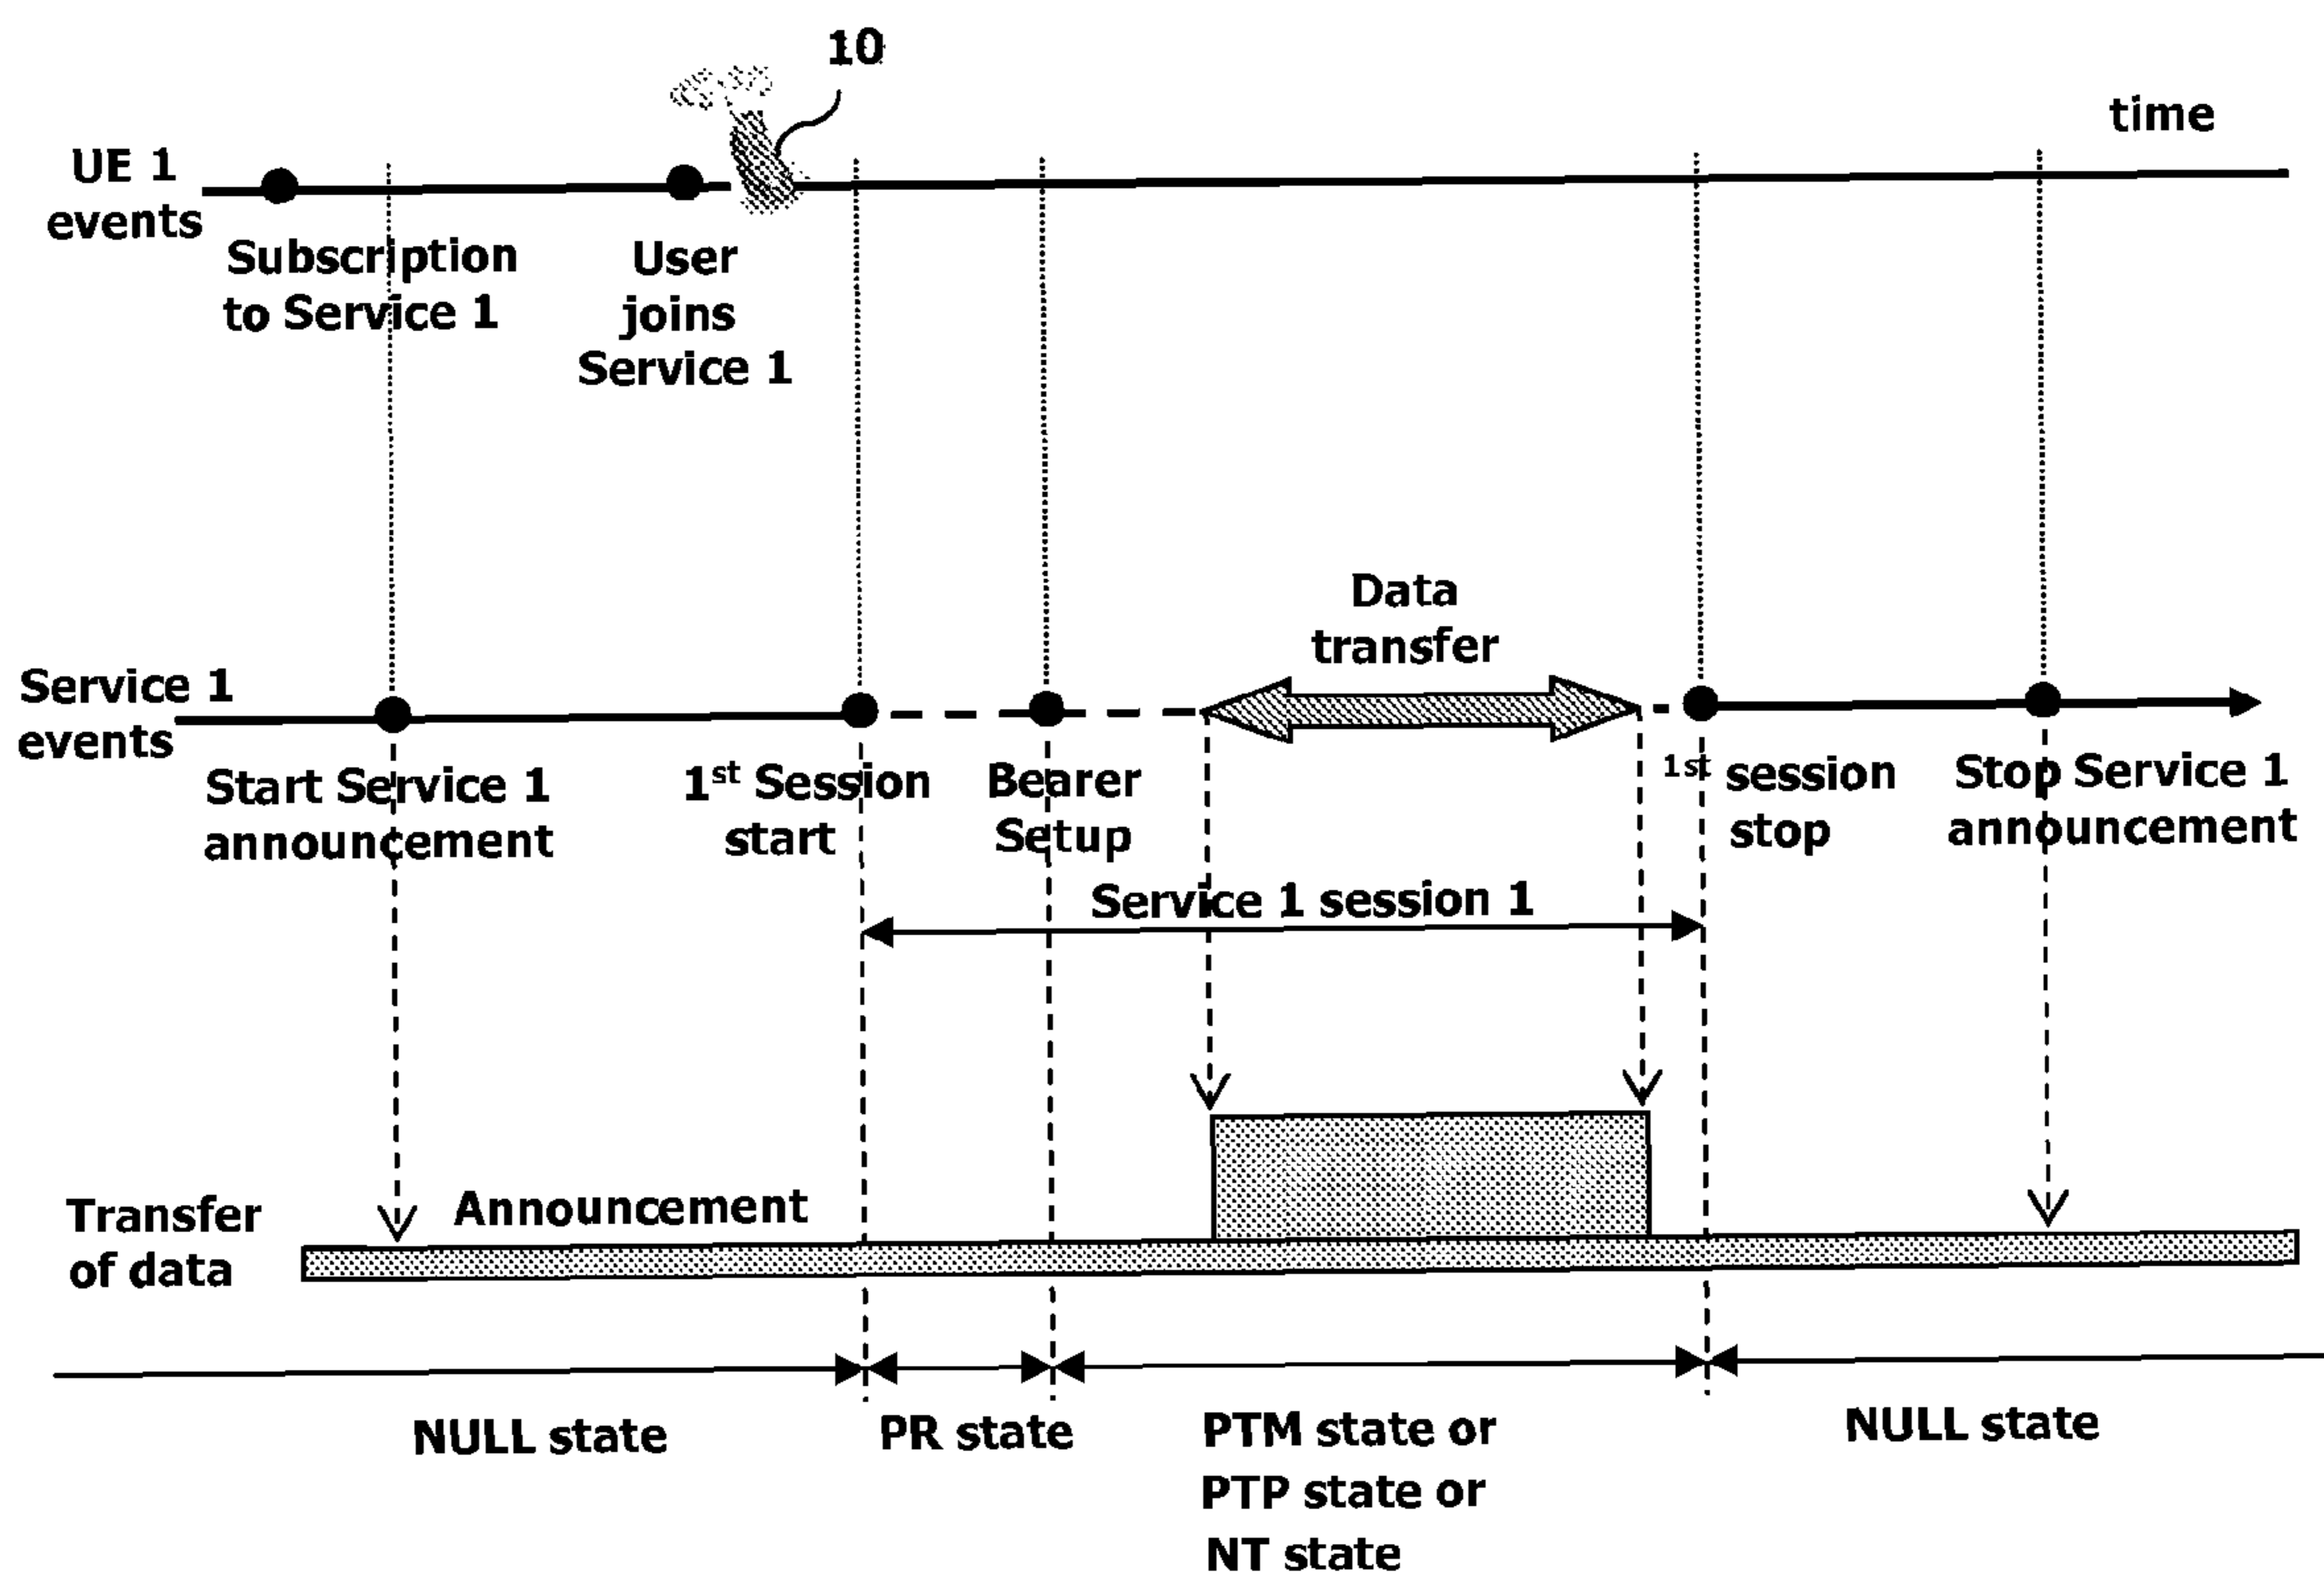 10
time
UE 1
events
Subscription
to Service 1
User
joins
Service 1
Data
transfer
Service 1
events
Start Service 1
announcement
1st Session
start
Bearer
Setup
1st session
stop
Stop Service 1
announcement
Service 1 session 1
Transfer
of data
Announcement
NULL state
PR state
PTM state or
PTP state or
NT state
NULL state